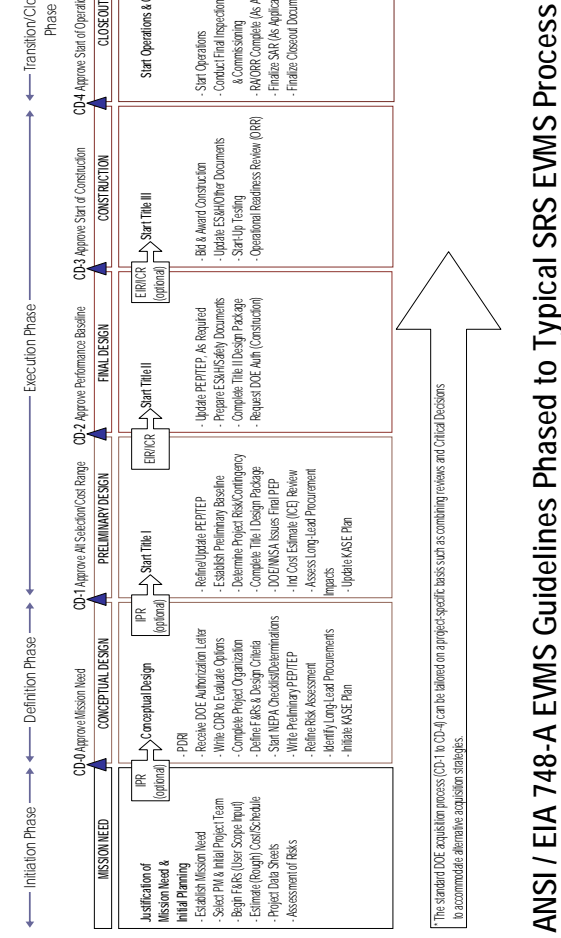 Initiation Phase
Definition Phase
Execution Phase
Transition/Clo
Phase
CD-0 Approve Mission Need
CD-1 Approve Alt Selection/Cost Range
CD-2 Approve Performance Baseline
CD-3 Approve Start of Construction
CD-4 Approve Start of Operatio
MISSION NEED
CONCEPTUAL DESIGN
PRELIMINARY DESIGN
FINAL DESIGN
CONSTRUCTION
CLOSEOUT
Justification of
Mission Need &
Initial Planning
- Establish Mission Need
- Select PM & Initial Project Team
- Begin F&Rs (User Scope Input)
- Estimate (Rough) Cost/Schedule
- Project Data Sheets
- Assessment of Risks
IPR
(optional)
Conceptual Design
- PDRI
- Receive DOE Authorization Letter
- Write CDR to Evaluate Options
- Complete Project Organization
- Define F&Rs & Design Criteria
- Start NEPA Checklist/Determinations
- Write Preliminary PEP/TEP
- Refine Risk Assessment
- Identify Long-Lead Procurements
- Initiate KASE Plan
IPR
(optional)
Start Title I
- Refine/Update PEP/TEP
- Establish Preliminary Baseline
- Determine Project Risk/Contingency
- Complete Title I Design Package
- DOE/NNSA Issues Final PEP
- Ind Cost Estimate (ICE) Review
- Assess Long-Lead Procurement
Impacts
- Update KASE Plan
EIR/ICR
Start Title II
- Update PEP/TEP, As Required
- Prepare ES&H/Safety Documents
- Complete Title II Design Package
- Request DOE Auth (Construction)
EIR/ICR
(optional)
Start Title III
- Bid & Award Construction
- Update ES&H/Other Documents
- Start-Up Testing
- Operational Readiness Review (ORR)
Start Operations & C
- Start Operations
- Conduct Final Inspection
& Commissioning
- RA/ORR Complete (As A
- Finalize SAR (As Applica
- Finalize Closeout Docum
* The standard DOE acquisition process (CD-1 to CD-4) can be tailored on a project-specific basis such as combining reviews and Critical Decisions
to accommodate alternative acquisition strategies.
ANSI / EIA 748-A EVMS Guidelines Phased to Typical SRS EVMS Process